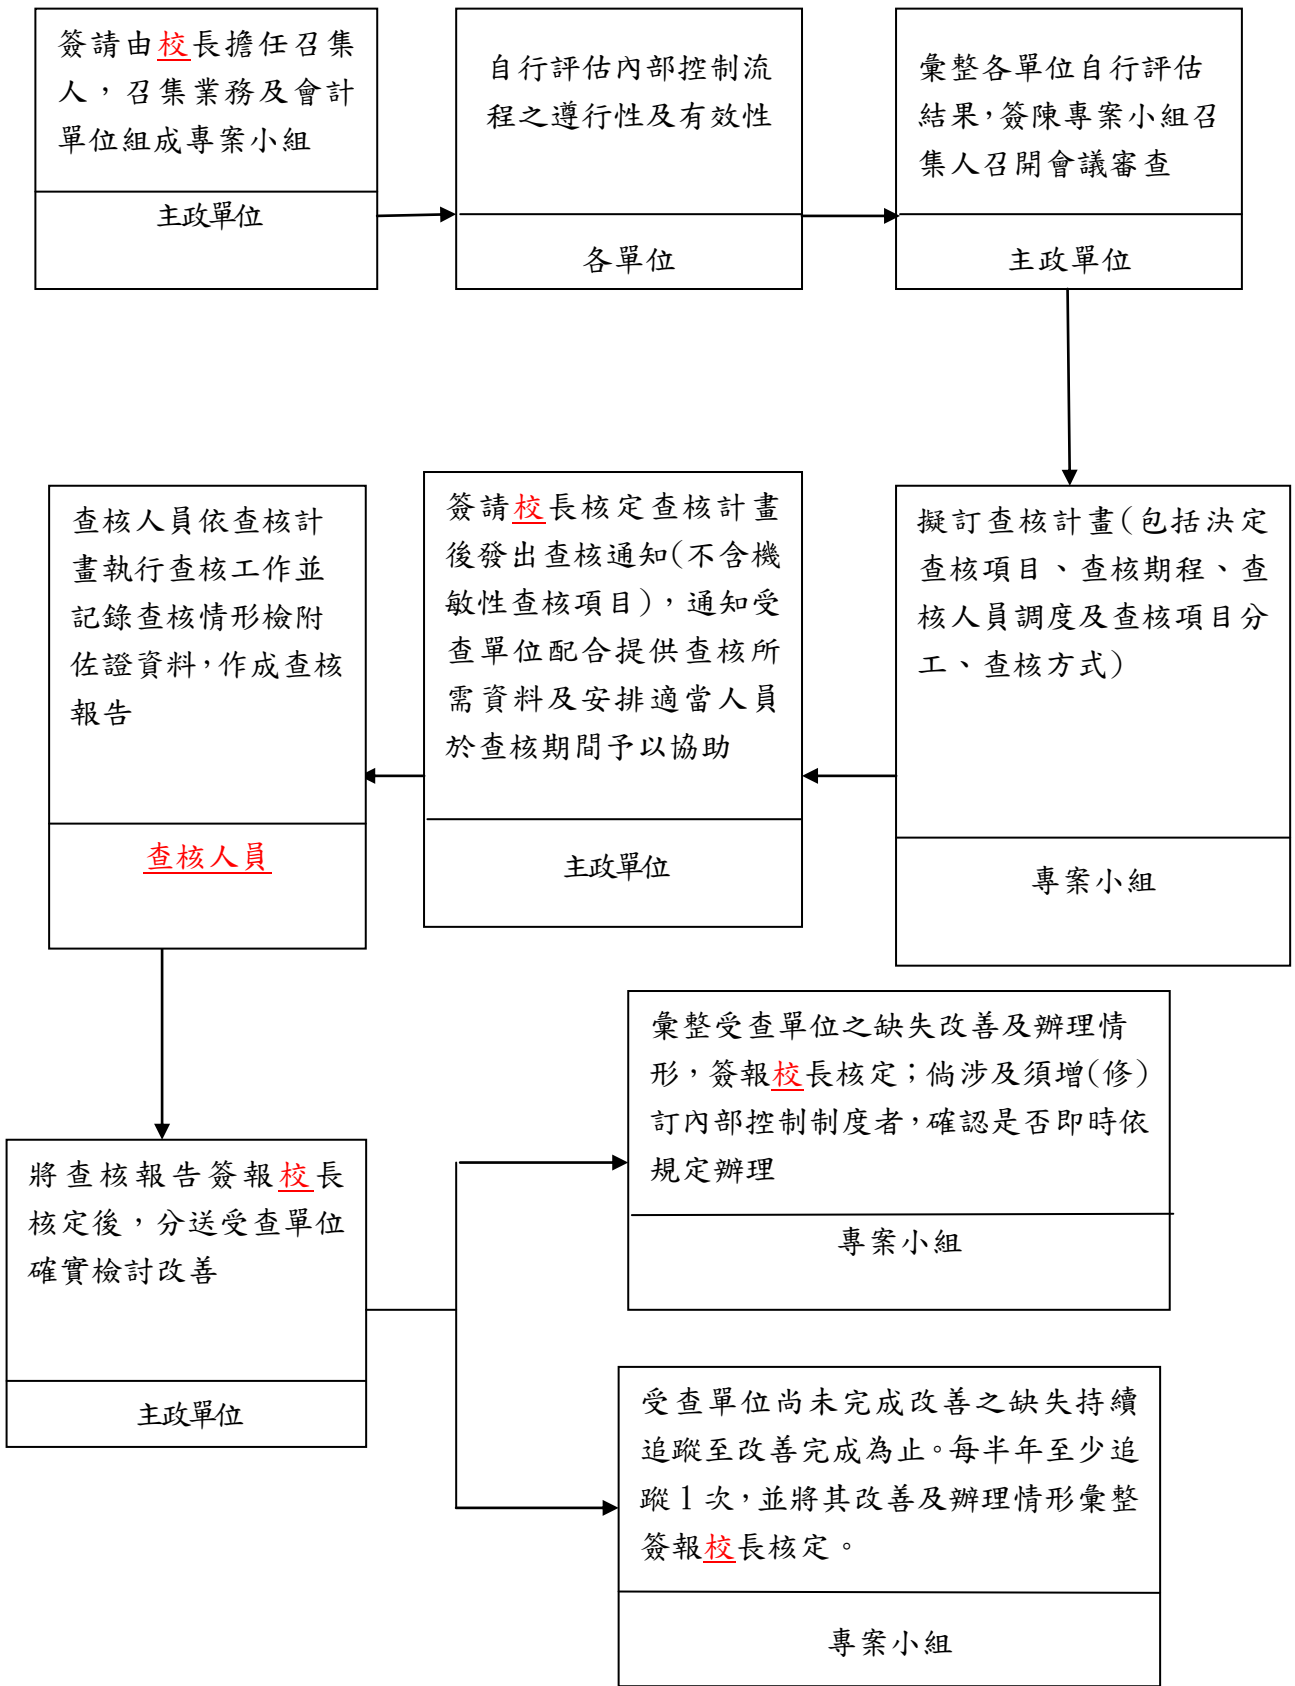 簽請由校長擔任召集
人，召集業務及會計
單位組成專案小組
主政單位
自行評估內部控制流
程之遵行性及有效性
各單位
彙整各單位自行評估
結果，簽陳專案小組召
集人召開會議審查
主政單位
擬訂查核計畫(包括決定
查核項目、查核期程、查
核人員調度及查核項目分
工、查核方式)
專案小組
簽請校長核定查核計畫
後發出查核通知(不含機
敏性查核項目)，通知受
查單位配合提供查核所
需資料及安排適當人員
於查核期間予以協助
主政單位
查核人員依查核計
畫執行查核工作並
記錄查核情形檢附
佐證資料，作成查核
報告
查核人員
將查核報告簽報校長
核定後，分送受查單位
確實檢討改善
主政單位
彙整受查單位之缺失改善及辦理情
形，簽報校長核定；倘涉及須增(修)
訂內部控制制度者，確認是否即時依
規定辦理
專案小組
受查單位尚未完成改善之缺失持續
追蹤至改善完成為止。每半年至少追
蹤1次，並將其改善及辦理情形彙整
簽報校長核定。
專案小組